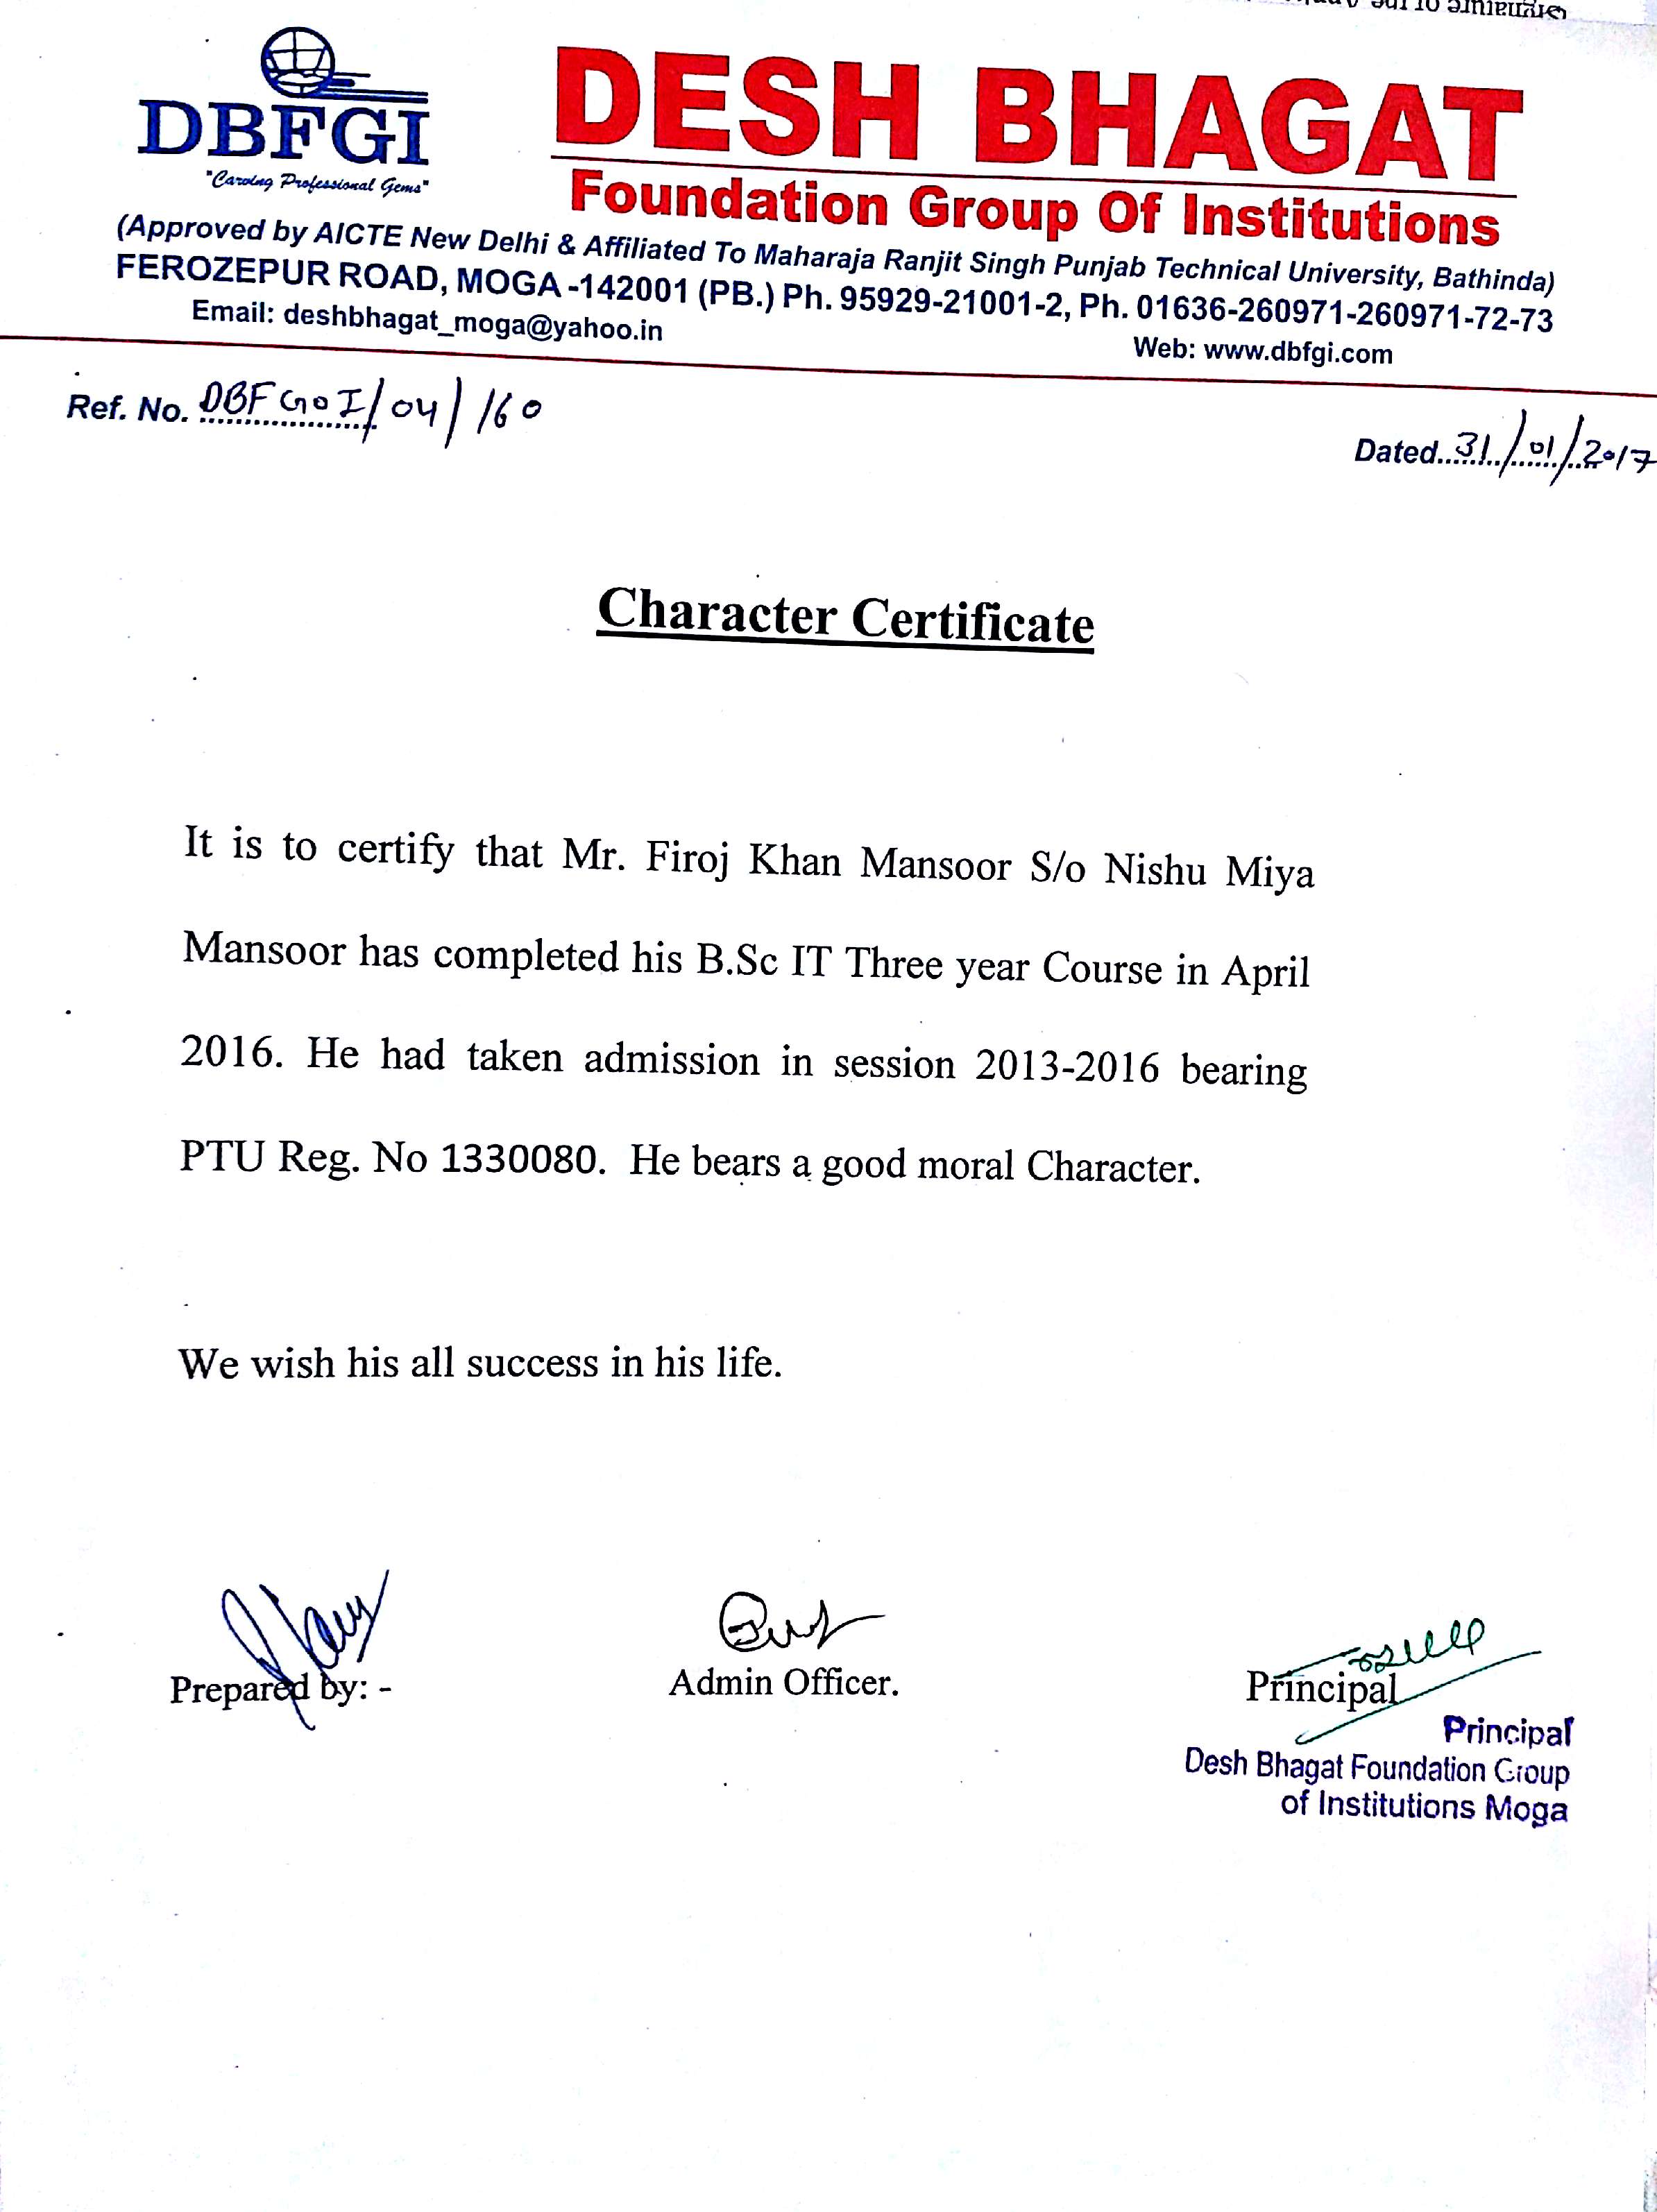 DBFGI
"Carving Professional Gems"
DESH BHAGAT
Foundation Group Of Institutions
(Approved by AICTE New Delhi & Affiliated To Maharaja Ranjit Singh Punjab Technical University, Bathinda)
FEROZEPUR ROAD, MOGA -142001 (PB.) Ph. 95929-21001-2, Ph. 01636-260971-260971-72-73
Email: deshbhagat_moga@yahoo.in
Web: www.dbfgi.com
Ref. No. DBFGOI/04/160
Dated..31/01/2017
Character Certificate
It is to certify that Mr. Firoj Khan Mansoor S/o Nishu Miya
Mansoor has completed his B.Sc IT Three year Course in April
2016. He had taken admission in session 2013-2016 bearing
PTU Reg. No 1330080. He bears a good moral Character.
We wish his all success in his life.
Prepared by: -
Admin Officer.
Principal
Principal
Desh Bhagat Foundation Group
of Institutions Moga